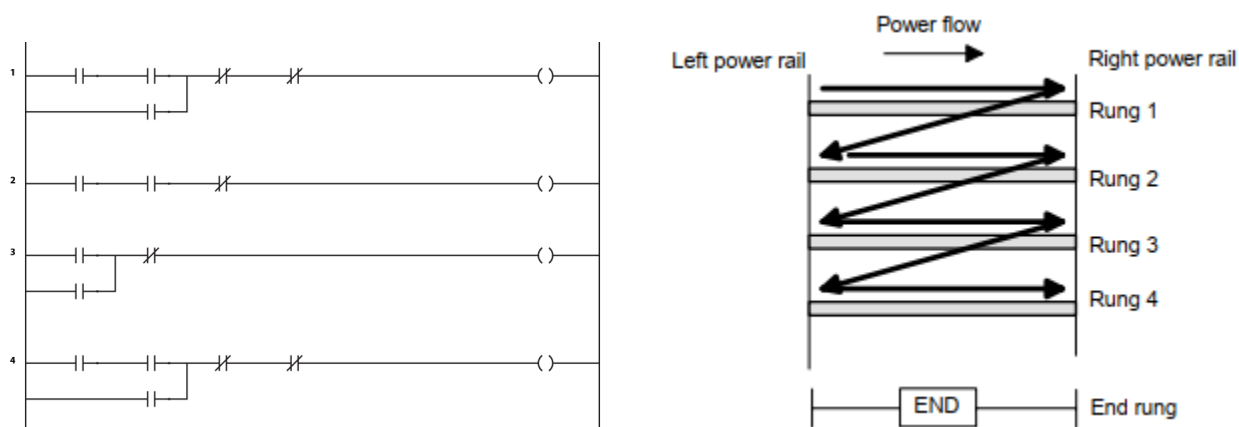 1
2
3
4
Power flow
Left power rail
Right power rail
Rung 1
Rung 2
Rung 3
Rung 4
END
End rung